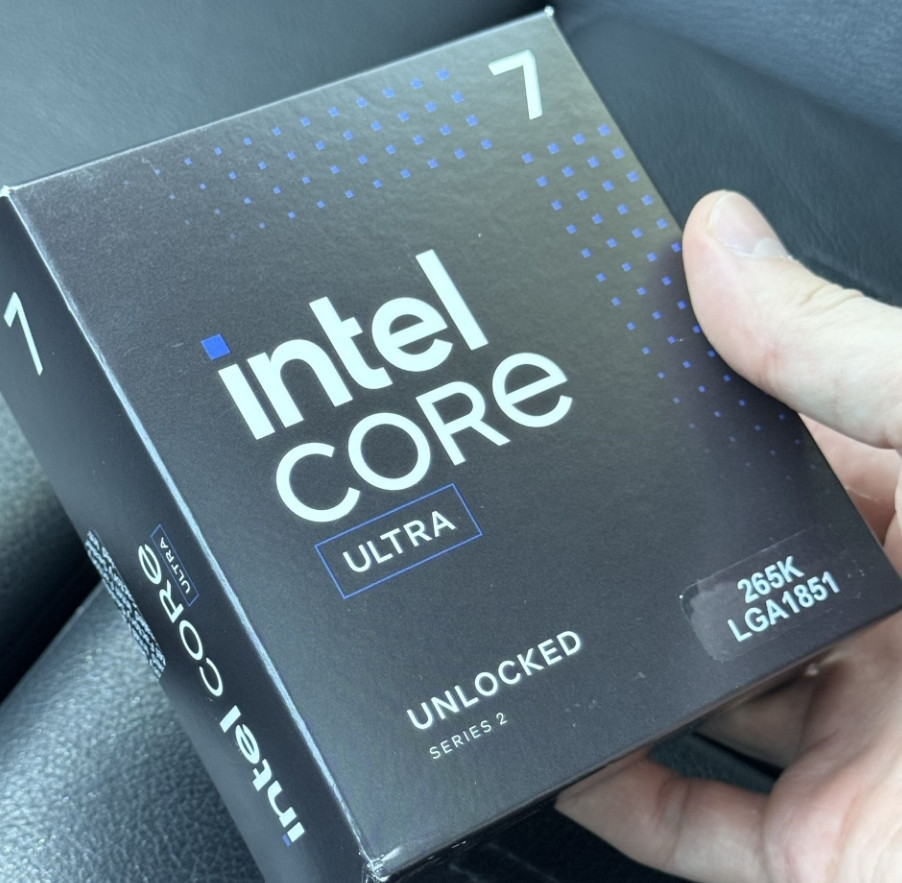 7
intel
CORE
ULTRA
265K
LGA1851
UNLOCKED
SERIES 2
7
intel CORE
ULTRA